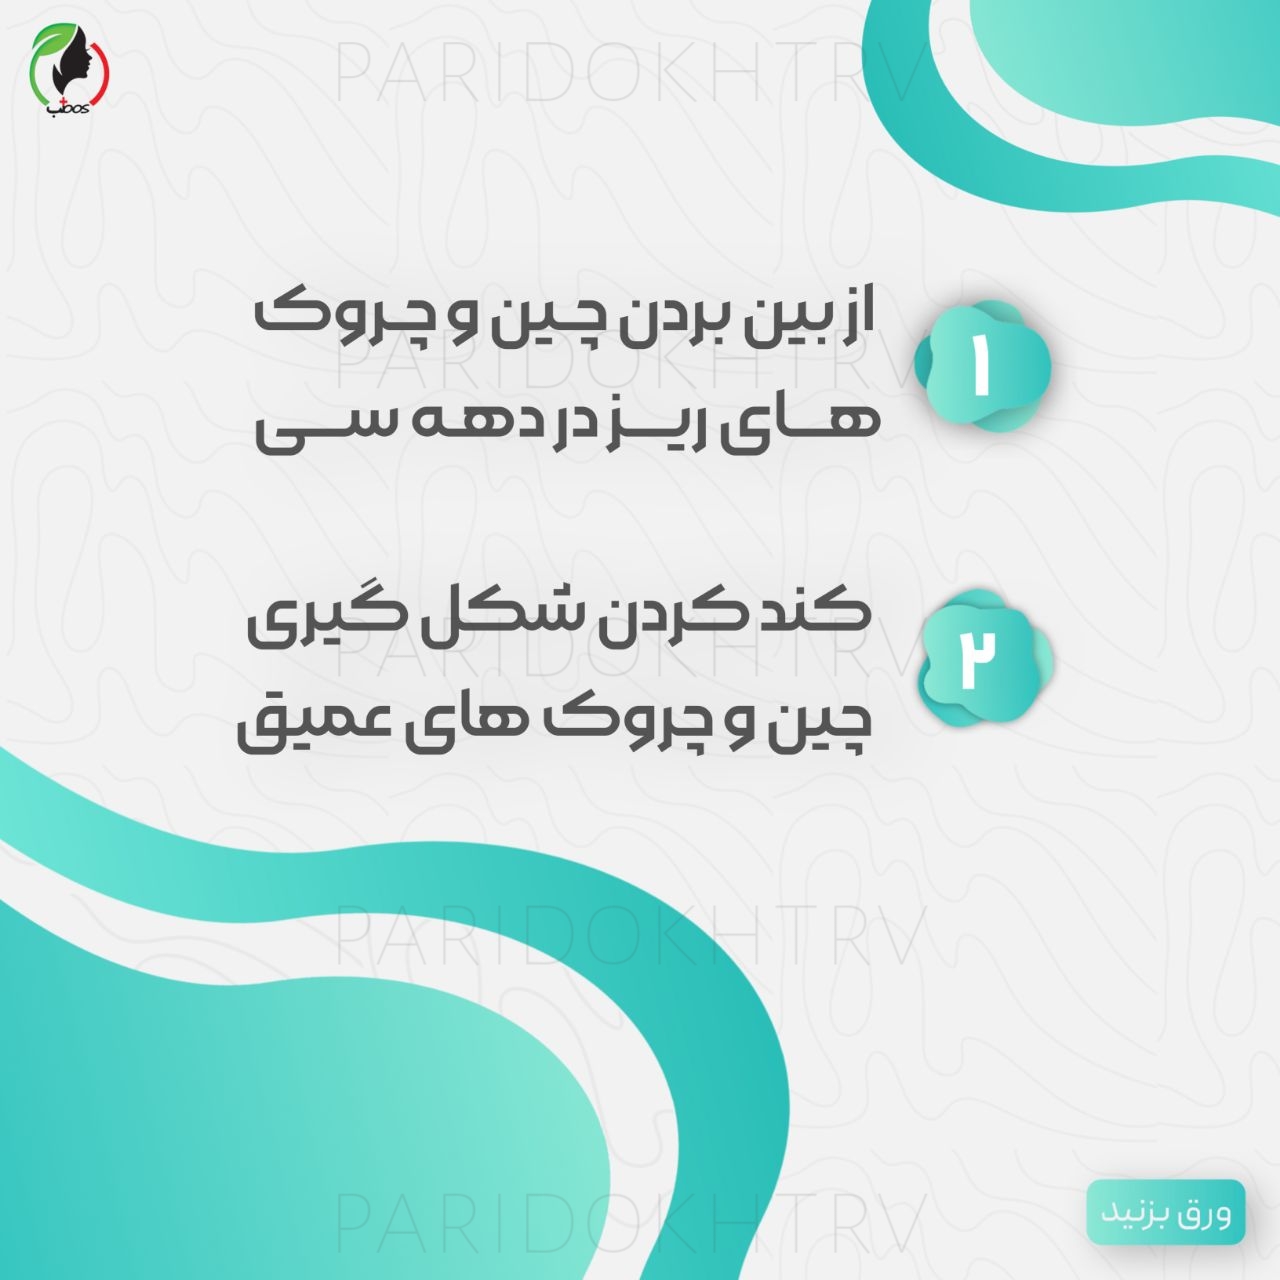 PARIDOKHTRV
۱
از بین بردن چین و چروک
های ریز در دهه سی
PARIDOKHTRV
۲
کند کردن شکل گیری
چین و چروک های عمیق
PARIDOKHTRV
PARIDOKHTRV
PARIDOKHTRV
ورق بزنید